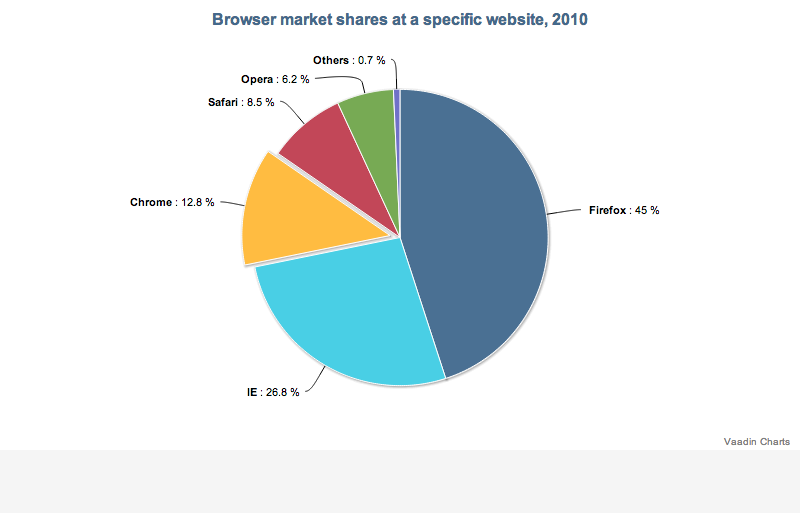 Browser market shares at a specific website, 2010
Others : 0.7 %
Opera : 6.2 %
Safari : 8.5 %
Chrome : 12.8 %
Firefox : 45 %
IE : 26.8 %
Vaadin Charts